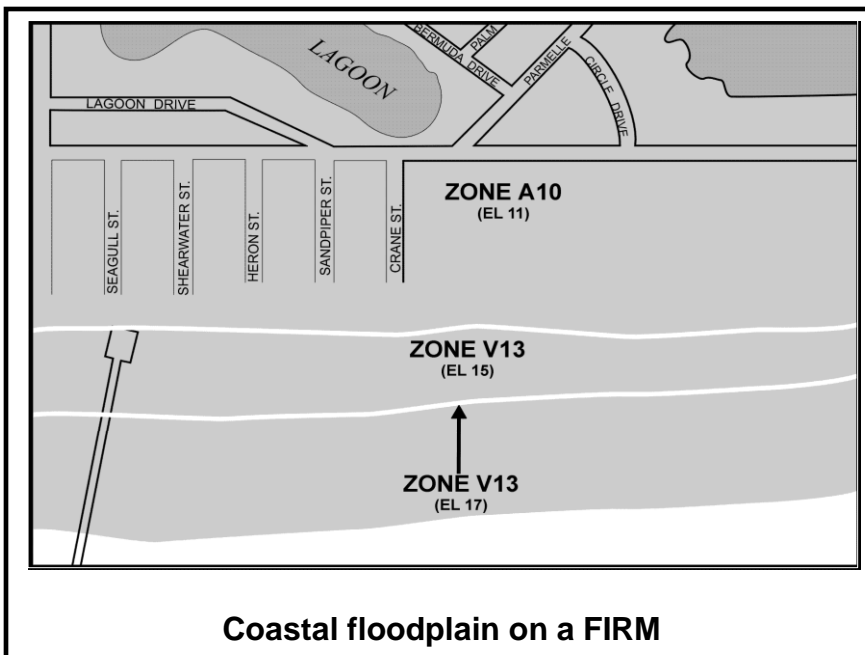 LAGOON
BERMUDA DRIVE
PALM
PARMELLE
CIRCLE DRIVE
LAGOON DRIVE
SEAGULL ST.
SHEARWATER ST.
HERON ST.
SANDPIPER ST.
CRANE ST.
ZONE A10
(EL 11)
ZONE V13
(EL 15)
ZONE V13
(EL 17)
Coastal floodplain on a FIRM